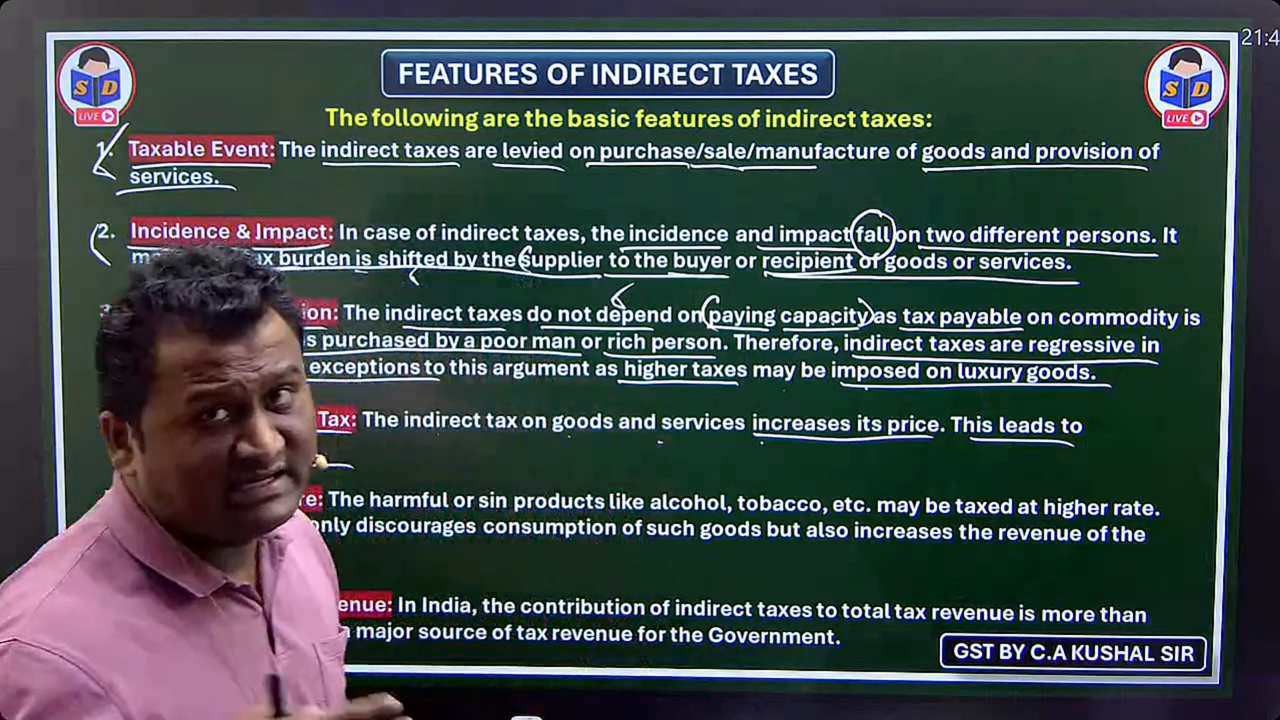 21:4
S D
LIVE
S D
LIVE
FEATURES OF INDIRECT TAXES
The following are the basic features of indirect taxes:
1. Taxable Event: The indirect taxes are levied on purchase/sale/manufacture of goods and provision of
services.
2. Incidence & Impact: In case of indirect taxes, the incidence and impact fall on two different persons. It
burden is shifted by the supplier to the buyer or recipient of goods or services.
The indirect taxes do not depend on paying capacity as tax payable on commodity is
purchased by a poor man or rich person. Therefore, indirect taxes are regressive in
exceptions to this argument as higher taxes may be imposed on luxury goods.
Tax: The indirect tax on goods and services increases its price. This leads to
The harmful or sin products like alcohol, tobacco, etc. may be taxed at higher rate.
only discourages consumption of such goods but also increases the revenue of the
In India, the contribution of indirect taxes to total tax revenue is more than
major source of tax revenue for the Government.
GST BY C.A KUSHAL SIR